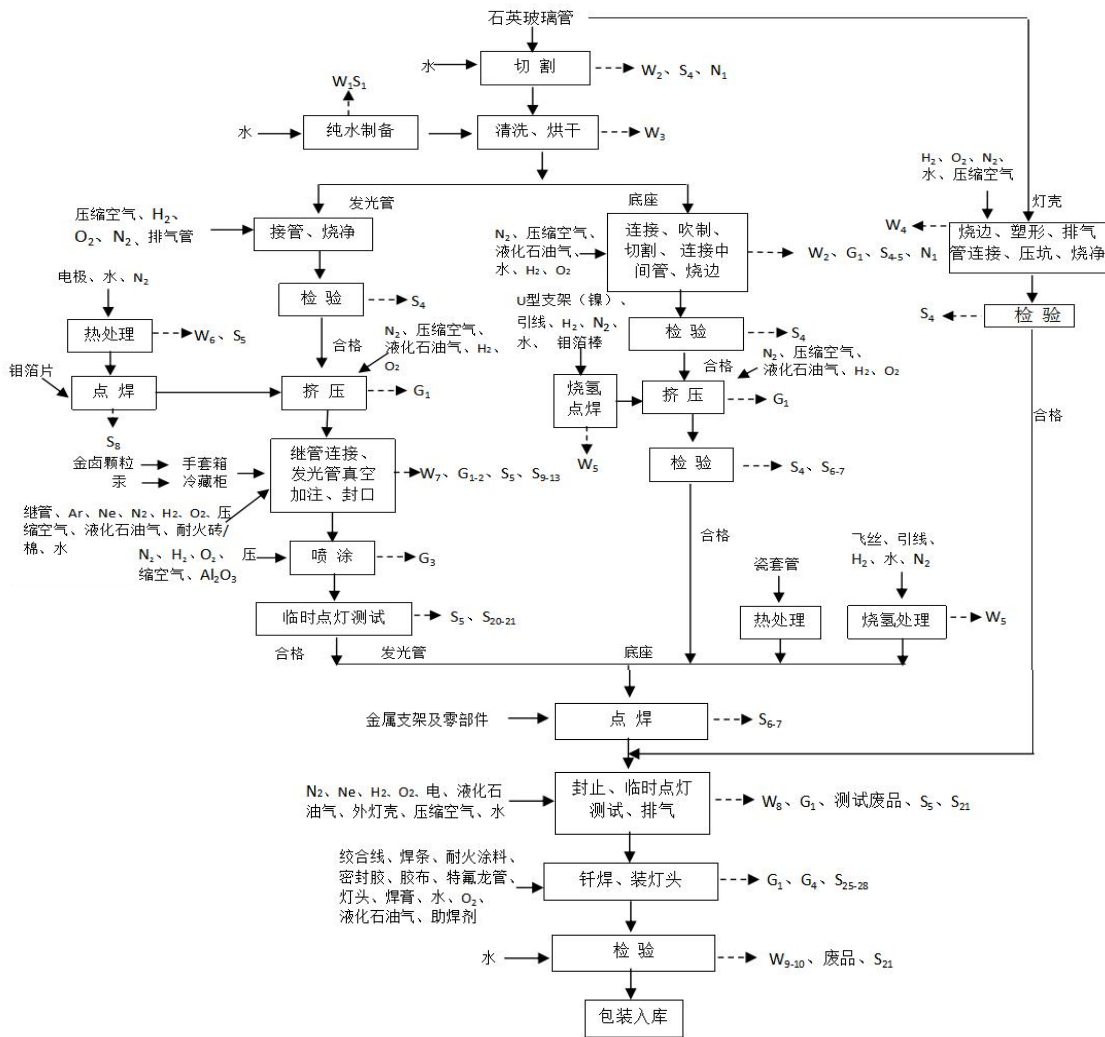 石英玻璃管
水
切 割
W₂、S₄、N₁
W₁S₁
水
纯水制备
清洗、烘干
W₃
H₂、O₂、N₂、
水、压缩空气
灯壳
发光管
底座
压缩空气、H₂、
O₂、N₂、排气管
接管、烧净
N₂、压缩空气、
液化石油气、
水、H₂、O₂
连接、吹制、
切割、连接中
间管、烧边
W₂、G₁、S₄₋₅、N₁
W₄
烧边、塑形、排气
管连接、压坑、烧净
电极、水、N₂
检 验
S₄
U型支架（镍）、
引线、H₂、N₂、
水、 钼箔棒
检 验
S₄
S₄
检 验
热处理
W₆、S₅
合格
N₂、压缩空气、
液化石油气、H₂、
O₂
合格
N₂、压缩空气、
液化石油气、H₂、O₂
钼箔片
点 焊
挤 压
G₁
烧氢
点焊
挤 压
G₁
合格
S₈
W₅
金卤颗粒
手套箱
汞
冷藏柜
继管连接、
发光管真空
加注、封口
W₇、G₁₋₂、S₅、S₉₋₁₃
检 验
S₄、S₆₋₇
继管、Ar、Ne、N₂、H₂、O₂、压
缩空气、液化石油气、耐火砖/
棉、水
合格
N₂、H₂、O₂、 压
缩空气、Al₂O₃
喷 涂
G₃
瓷套管
飞丝、引线、
H₂、水、N₂
临时点灯测试
S₅、S₂₀₋₂₁
热处理
烧氢处理
W₅
合格
发光管
底座
金属支架及零部件
点 焊
S₆₋₇
N₂、Ne、H₂、O₂、电、液化石
油气、外灯壳、压缩空气、水
封止、临时点灯
测试、排气
W₈、G₁、测试废品、S₅、S₂₁
绞合线、焊条、耐火涂料、
密封胶、胶布、特氟龙管、
灯头、焊膏、水、O₂、
液化石油气、助焊剂
钎焊、装灯头
G₁、G₄、S₂₅₋₂₈
水
检 验
W₉₋₁₀、废品、S₂₁
包装入库